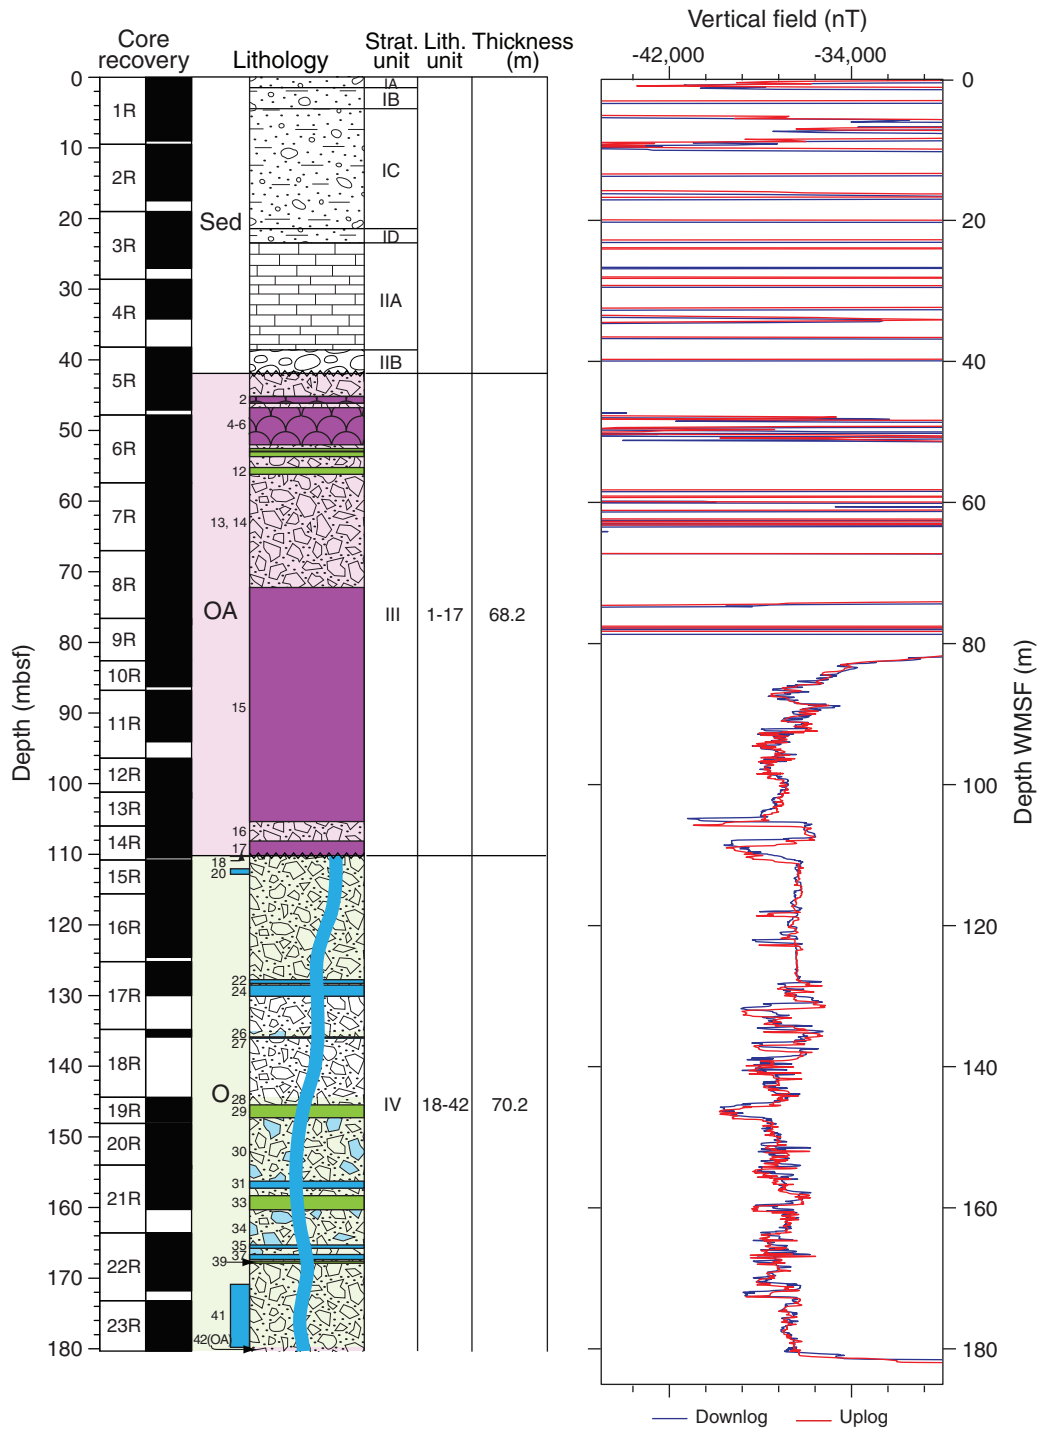 Core recovery
Lithology
Strat. unit
Lith. unit
Thickness (m)
Vertical field (nT)
-42,000
-34,000
Depth (mbsf)
0
10
20
30
40
50
60
70
80
90
100
110
120
130
140
150
160
170
180
1R
2R
3R
4R
5R
6R
7R
8R
9R
10R
11R
12R
13R
14R
15R
16R
17R
18R
19R
20R
21R
22R
23R
Sed
OA
O
2
4-6
12
13, 14
15
16
17
18
20
22
24
26
27
28
29
30
31
33
34
35
37
39
41
42(OA)
IA
IB
IC
ID
IIA
IIB
III
1-17
68.2
IV
18-42
70.2
0
20
40
60
80
100
120
140
160
180
Depth WMSF (m)
Downlog
Uplog